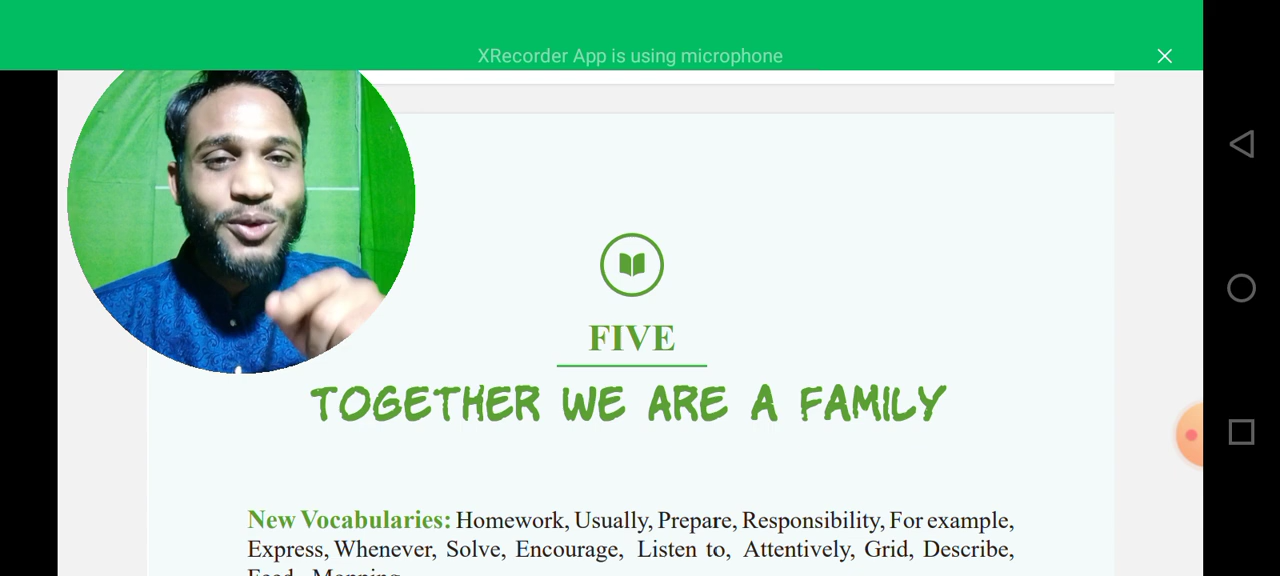 XRecorder App is using microphone
FIVE
TOGETHER WE ARE A FAMILY
New Vocabularies: Homework, Usually, Prepare, Responsibility, For example,
Express, Whenever, Solve, Encourage, Listen to, Attentively, Grid, Describe,